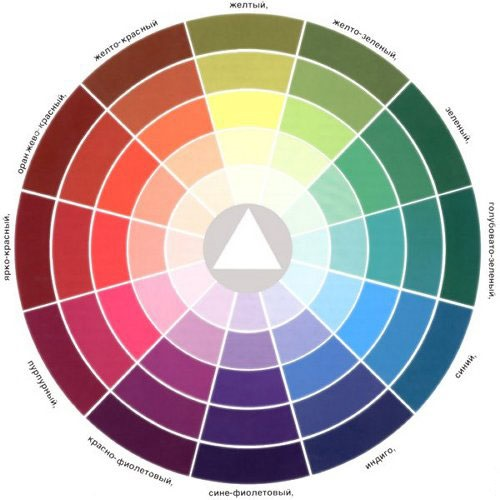 желтый,
желто-зеленый,
зеленый,
голубовато-зеленый,
синий,
индиго,
сине-фиолетовый,
красно-фиолетовый,
пурпурный,
ярко-красный,
оранжево-красный,
желто-красный